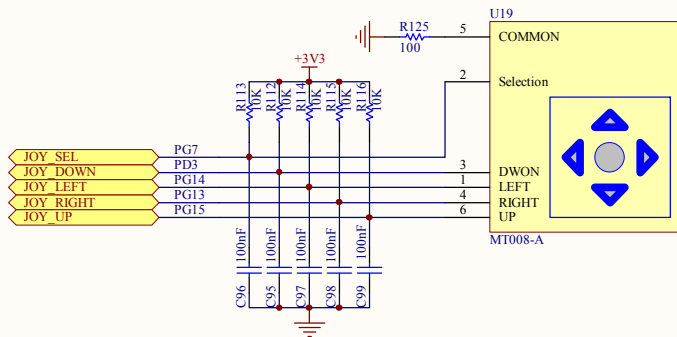 U19
R125
100
5
COMMON
+3V3
2
Selection
R113
10K
R112
10K
R114
10K
R115
10K
R116
10K
JOY_SEL
PG7
JOY_DOWN
PD3
3
DWON
JOY_LEFT
PG14
1
LEFT
JOY_RIGHT
PG13
4
RIGHT
JOY_UP
PG15
6
UP
MT008-A
100nF
100nF
100nF
100nF
100nF
C96
C95
C97
C98
C99